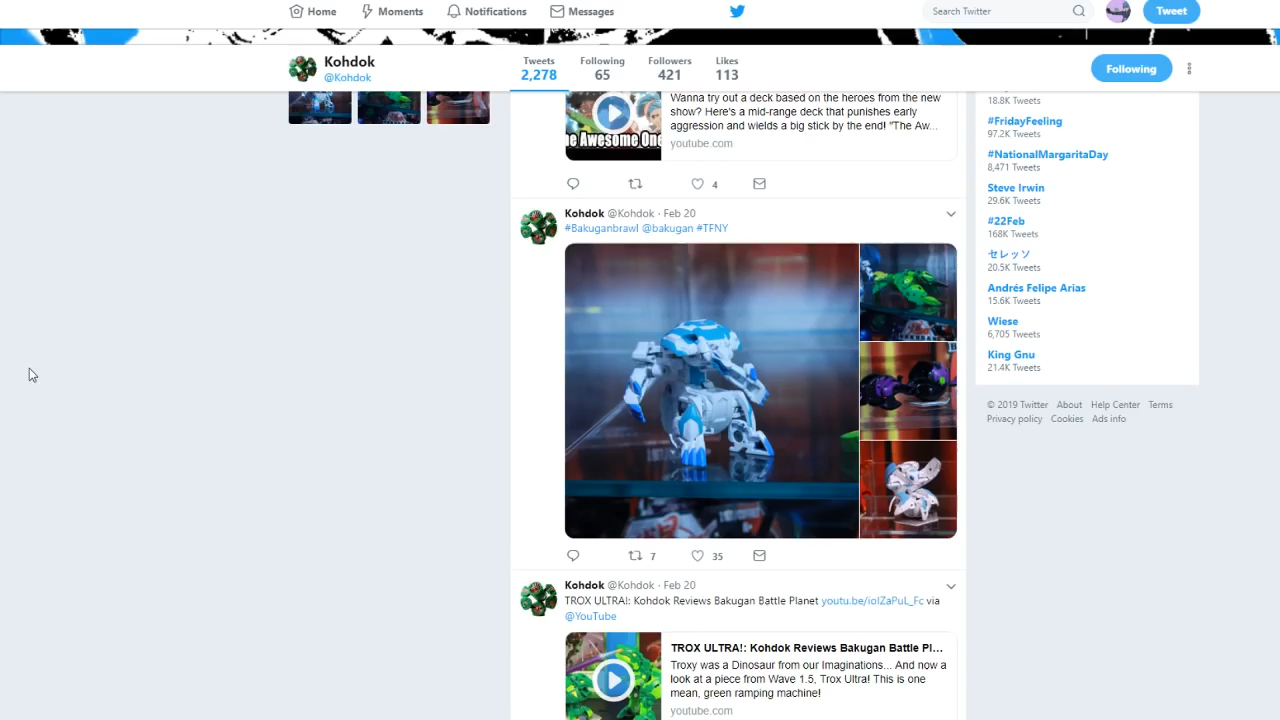 Home
Moments
Notifications
Messages
Search Twitter
Tweet
Kohdok
@Kohdok
Tweets
2,278
Following
65
Followers
421
Likes
113
Following
Wanna try out a deck based on the heroes from the new
show? Here's a mid-range deck that punishes early
aggression and wields a big stick by the end! "The Aw...
youtube.com
e Awesome One
4
Kohdok @Kohdok · Feb 20
#Bakuganbrawl @bakugan #TFNY
7
35
Kohdok @Kohdok · Feb 20
TROX ULTRA!: Kohdok Reviews Bakugan Battle Planet youtu.be/ioIZaPuL_Fc via
@YouTube
TROX ULTRA!: Kohdok Reviews Bakugan Battle Pl...
Troxy was a Dinosaur from our Imaginations... And now a
look at a piece from Wave 1.5, Trox Ultra! This is one
mean, green ramping machine!
youtube.com
18.8K Tweets
#FridayFeeling
97.2K Tweets
#NationalMargaritaDay
8,471 Tweets
Steve Irwin
29.6K Tweets
#22Feb
168K Tweets
セレッソ
20.5K Tweets
Andrés Felipe Arias
15.6K Tweets
Wiese
6,705 Tweets
King Gnu
21.4K Tweets
© 2019 Twitter About Help Center Terms
Privacy policy Cookies Ads info